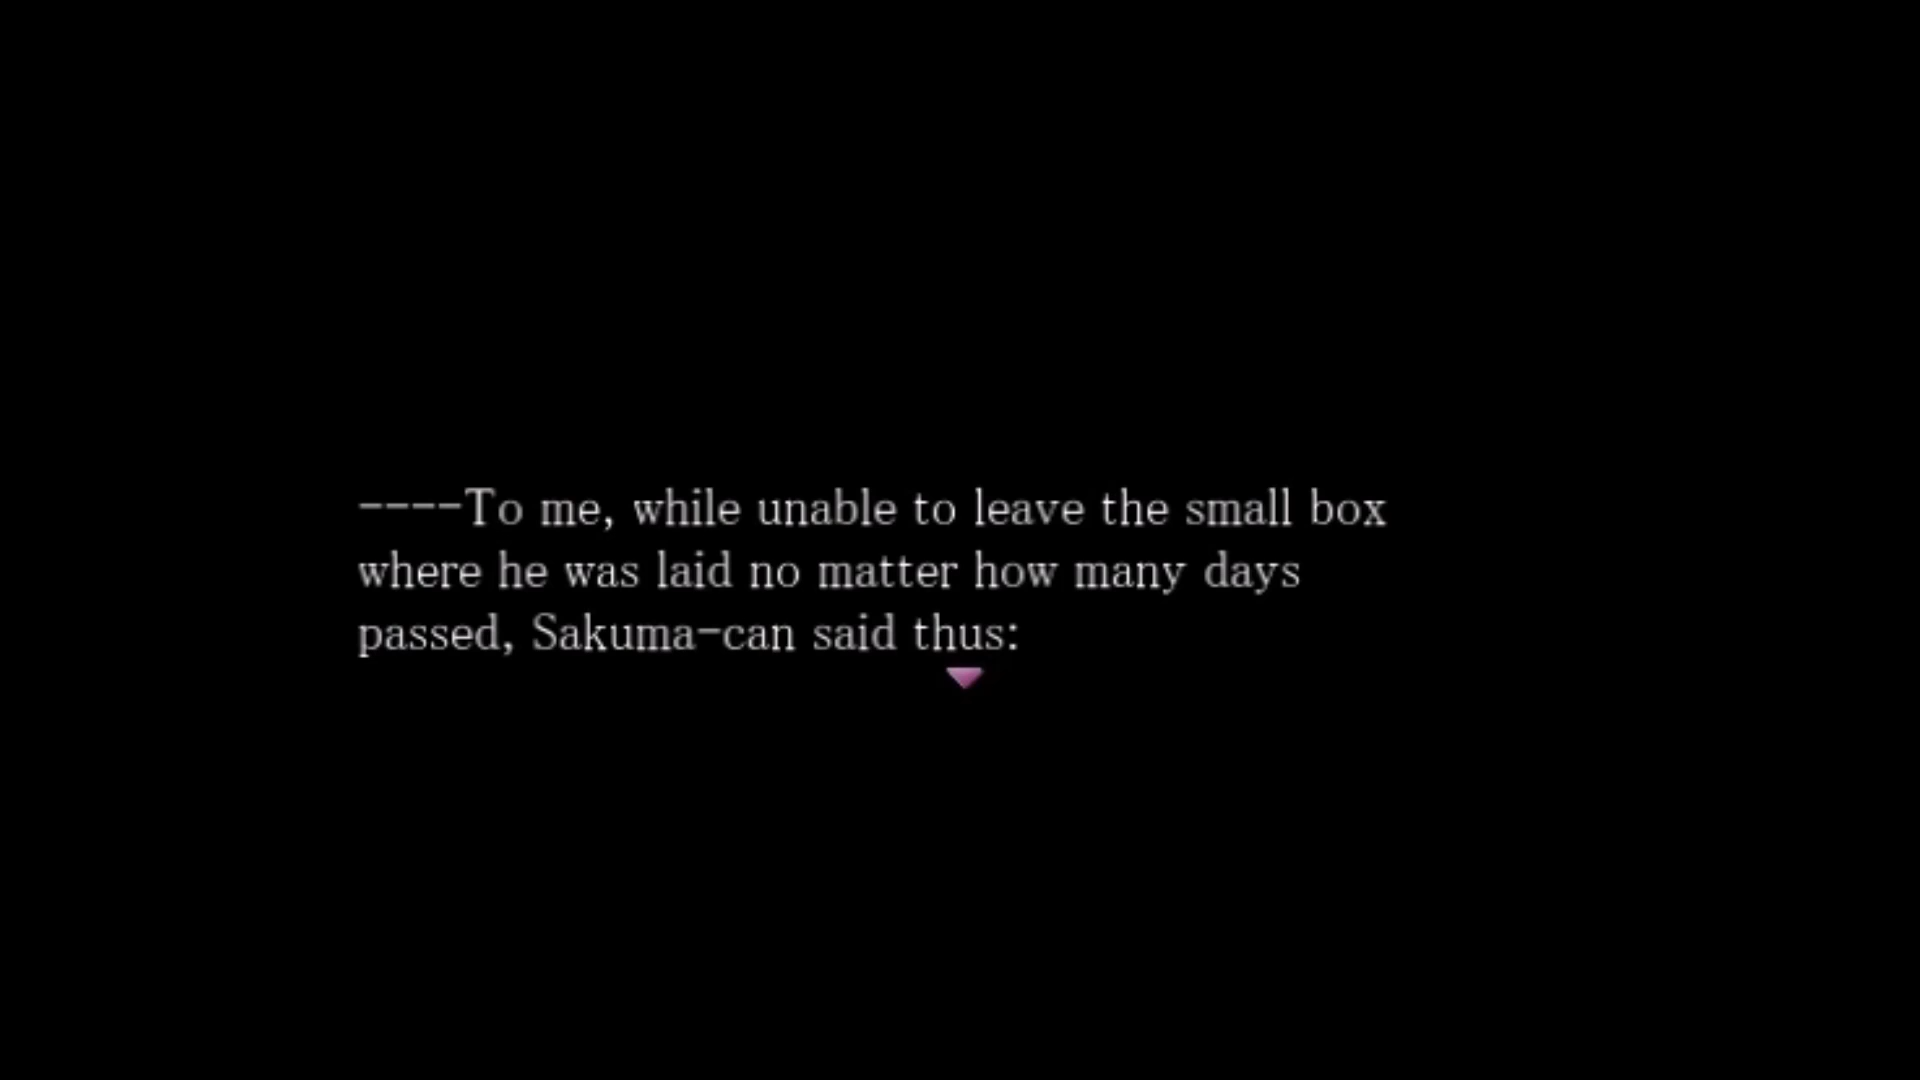 ----To me, while unable to leave the small box
where he was laid no matter how many days
passed, Sakuma-can said thus: